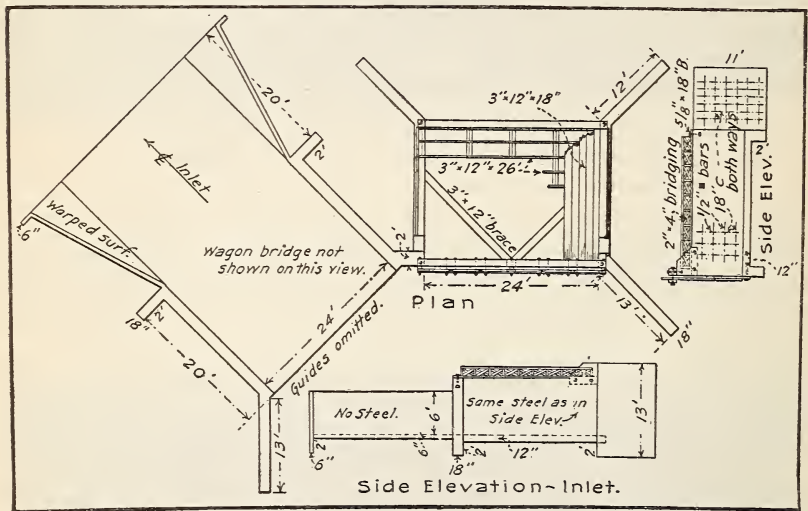 20'
2'
℄ Inlet
Warped surf.
6"
Wagon bridge not
shown on this view.
2'
18"
2'
20'
24'
Guides omitted.
13'
12'
3"×12"×18"
3"×12"×26'
3"×12" brace
24'
Plan
13'
18"
11'
5/8"×18"B.
2"×4" bridging
1/2" bars
18" C
both ways
2'
Side Elev.
12"
No Steel.
6'
6"
2'
6"
18"
2'
Same steel as in
Side Elev.
12"
2'
13'
Side Elevation~Inlet.